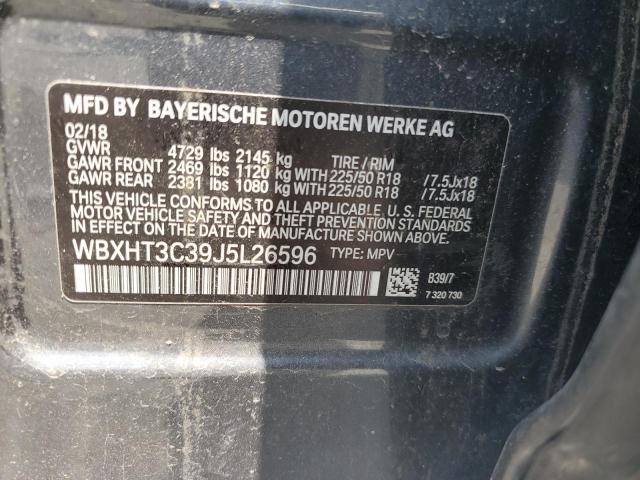 MFD BY BAYERISCHE MOTOREN WERKE AG
02/18
GVWR 4729 lbs 2145 kg TIRE / RIM
GAWR FRONT 2469 lbs 1120 kg WITH 225/50 R18 /7.5Jx18
GAWR REAR 2381 lbs 1080 kg WITH 225/50 R18 /7.5Jx18
THIS VEHICLE CONFORMS TO ALL APPLICABLE U.S. FEDERAL
MOTOR VEHICLE SAFETY AND THEFT PREVENTION STANDARDS
IN EFFECT ON THE DATE OF MANUFACTURE SHOWN ABOVE.
WBXHT3C39J5L26596 TYPE: MPV
B39/7
7 320 730